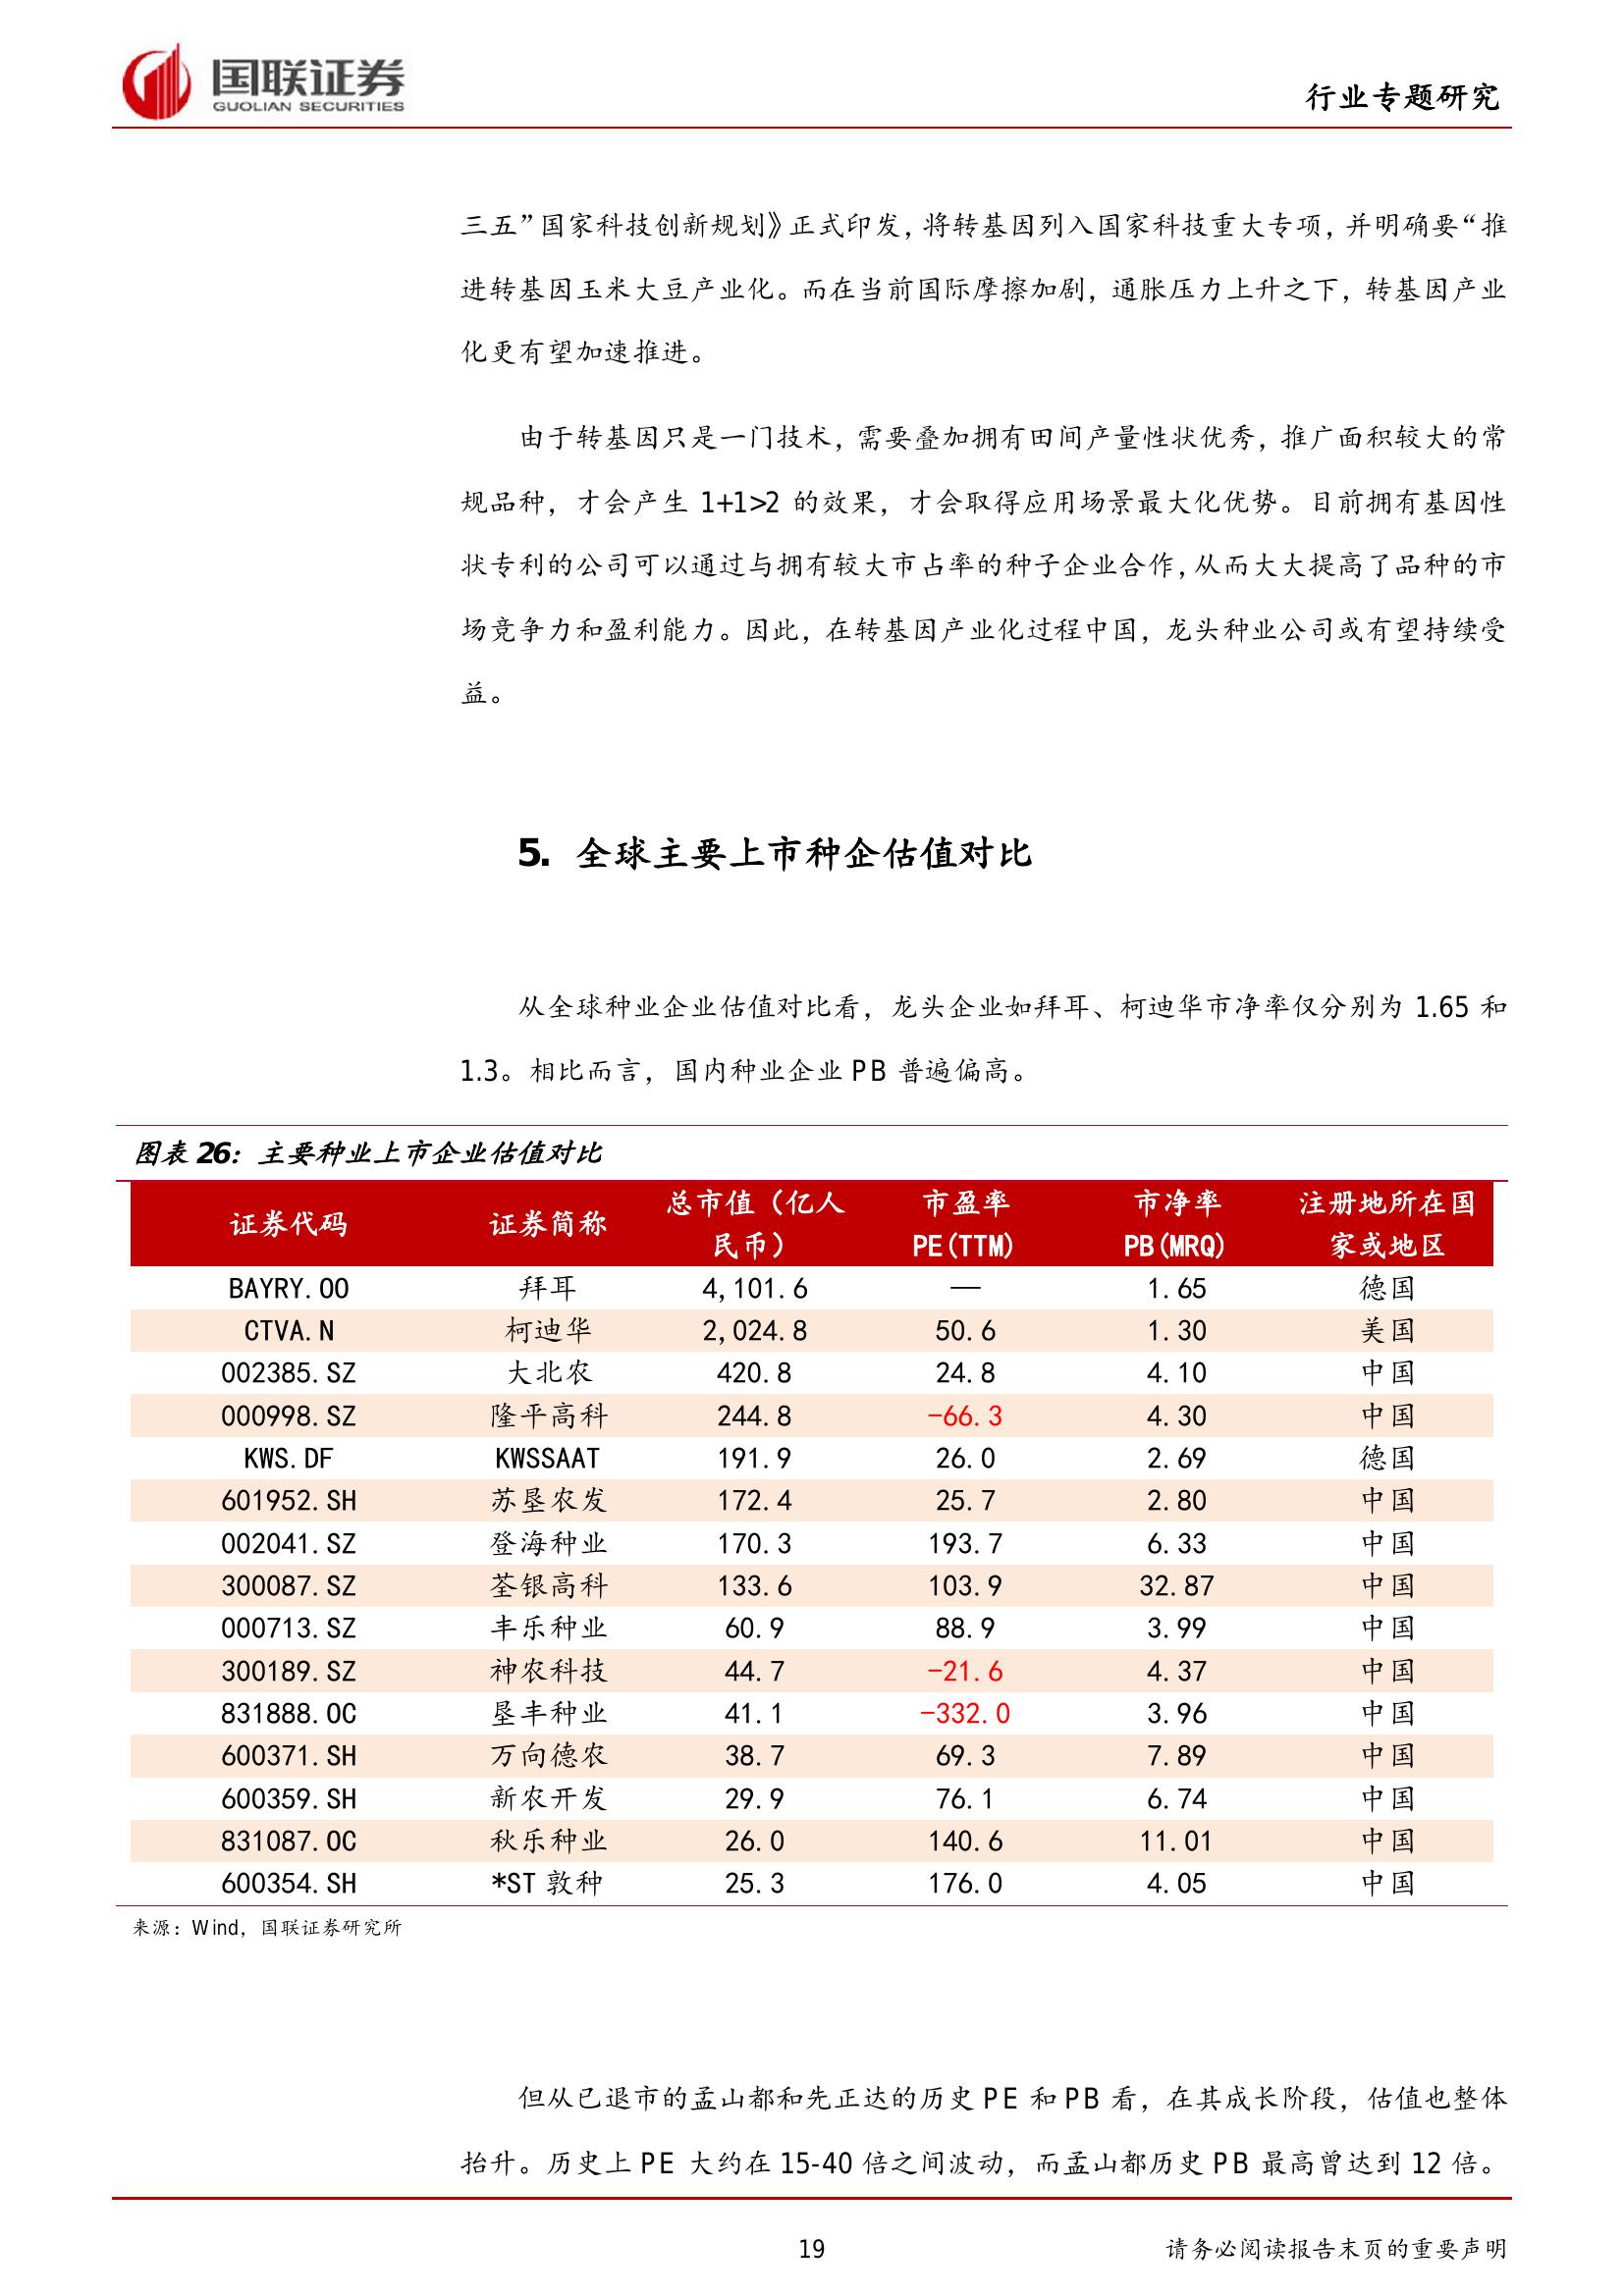 国联证券
GUOLIAN SECURITIES
行业专题研究
三五”国家科技创新规划》正式印发，将转基因列入国家科技重大专项，并明确要“推
进转基因玉米大豆产业化。而在当前国际摩擦加剧，通胀压力上升之下，转基因产业
化更有望加速推进。
由于转基因只是一门技术，需要叠加拥有田间产量性状优秀，推广面积较大的常
规品种，才会产生 1+1>2 的效果，才会取得应用场景最大化优势。目前拥有基因性
状专利的公司可以通过与拥有较大市占率的种子企业合作，从而大大提高了品种的市
场竞争力和盈利能力。因此，在转基因产业化过程中国，龙头种业公司或有望持续受
益。
5. 全球主要上市种企估值对比
从全球种业企业估值对比看，龙头企业如拜耳、柯迪华市净率仅分别为 1.65 和
1.3。相比而言，国内种业企业 PB 普遍偏高。
图表 26：主要种业上市企业估值对比
证券代码 证券简称 总市值（亿人民币） 市盈率 PE(TTM) 市净率 PB(MRQ) 注册地所在国家或地区
BAYRY.OO 拜耳 4,101.6 — 1.65 德国
CTVA.N 柯迪华 2,024.8 50.6 1.30 美国
002385.SZ 大北农 420.8 24.8 4.10 中国
000998.SZ 隆平高科 244.8 -66.3 4.30 中国
KWS.DF KWSSAAT 191.9 26.0 2.69 德国
601952.SH 苏垦农发 172.4 25.7 2.80 中国
002041.SZ 登海种业 170.3 193.7 6.33 中国
300087.SZ 荃银高科 133.6 103.9 32.87 中国
000713.SZ 丰乐种业 60.9 88.9 3.99 中国
300189.SZ 神农科技 44.7 -21.6 4.37 中国
831888.OC 垦丰种业 41.1 -332.0 3.96 中国
600371.SH 万向德农 38.7 69.3 7.89 中国
600359.SH 新农开发 29.9 76.1 6.74 中国
831087.OC 秋乐种业 26.0 140.6 11.01 中国
600354.SH *ST 敦种 25.3 176.0 4.05 中国
来源：Wind，国联证券研究所
但从已退市的孟山都和先正达的历史 PE 和 PB 看，在其成长阶段，估值也整体
抬升。历史上 PE 大约在 15-40 倍之间波动，而孟山都历史 PB 最高曾达到 12 倍。
19
请务必阅读报告末页的重要声明